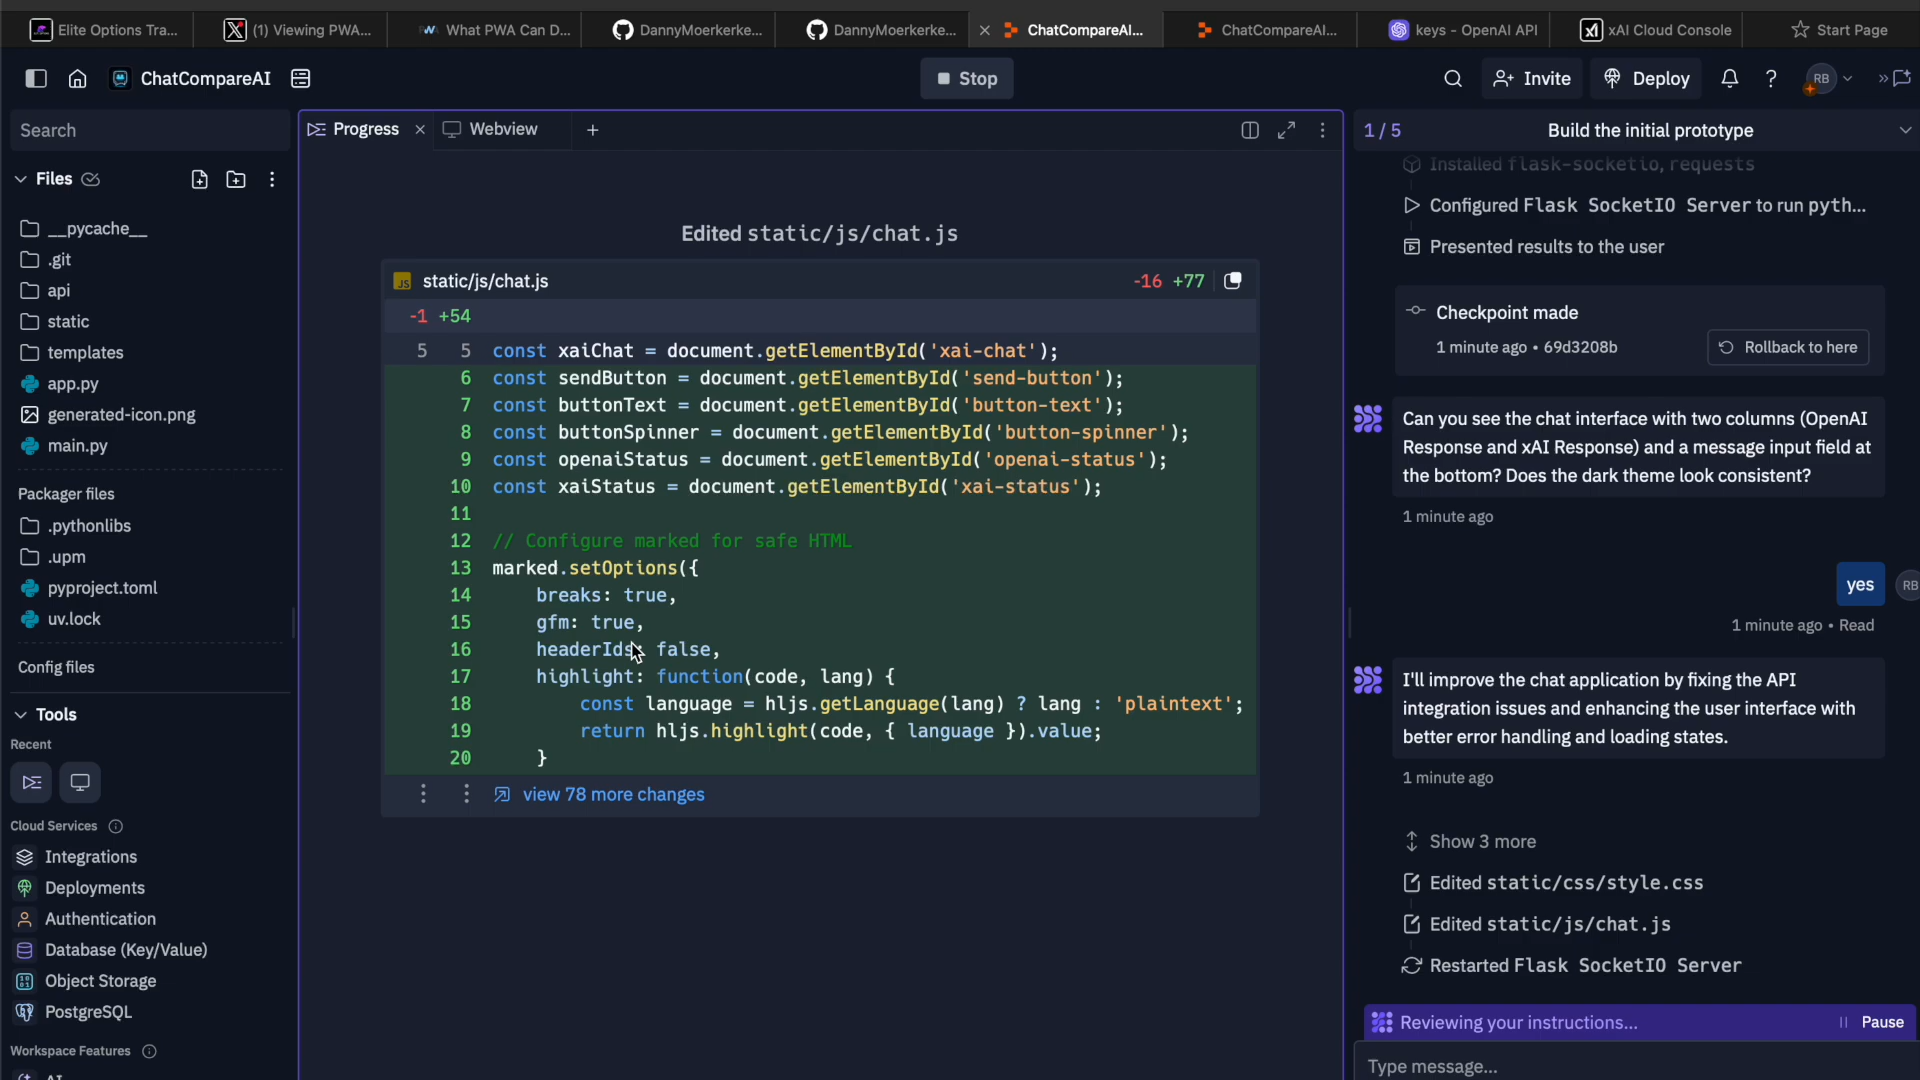 Elite Options Tra...
(1) Viewing PWA...
What PWA Can D...
DannyMoerkerke...
DannyMoerkerke...
ChatCompareAI...
ChatCompareAI...
keys - OpenAI API
xAI Cloud Console
Start Page
ChatCompareAI
Stop
Invite
Deploy
RB
Search
Files
__pycache__
.git
api
static
templates
app.py
generated-icon.png
main.py
Packager files
.pythonlibs
.upm
pyproject.toml
uv.lock
Config files
Tools
Recent
Cloud Services
Integrations
Deployments
Authentication
Database (Key/Value)
Object Storage
PostgreSQL
Workspace Features
AI
Progress
Webview
Edited static/js/chat.js
static/js/chat.js
-16 +77
-1 +54
5 5 const xaiChat = document.getElementById('xai-chat');
6 const sendButton = document.getElementById('send-button');
7 const buttonText = document.getElementById('button-text');
8 const buttonSpinner = document.getElementById('button-spinner');
9 const openaiStatus = document.getElementById('openai-status');
10 const xaiStatus = document.getElementById('xai-status');
11
12 // Configure marked for safe HTML
13 marked.setOptions({
14 breaks: true,
15 gfm: true,
16 headerIds: false,
17 highlight: function(code, lang) {
18 const language = hljs.getLanguage(lang) ? lang : 'plaintext';
19 return hljs.highlight(code, { language }).value;
20 }
view 78 more changes
1 / 5
Build the initial prototype
Installed flask-socketio, requests
Configured Flask SocketIO Server to run pyth...
Presented results to the user
Checkpoint made
1 minute ago • 69d3208b
Rollback to here
Can you see the chat interface with two columns (OpenAI
Response and xAI Response) and a message input field at
the bottom? Does the dark theme look consistent?
1 minute ago
yes
RB
1 minute ago • Read
I'll improve the chat application by fixing the API
integration issues and enhancing the user interface with
better error handling and loading states.
1 minute ago
Show 3 more
Edited static/css/style.css
Edited static/js/chat.js
Restarted Flask SocketIO Server
Reviewing your instructions...
Pause
Type message...